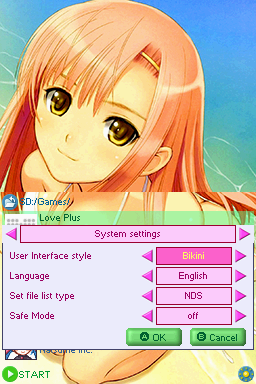 SD:/Games/
Love Plus
System settings
User Interface style Bikini
Language English
Set file list type NDS
Safe Mode off
A OK B Cancel
Natsume Inc.
START